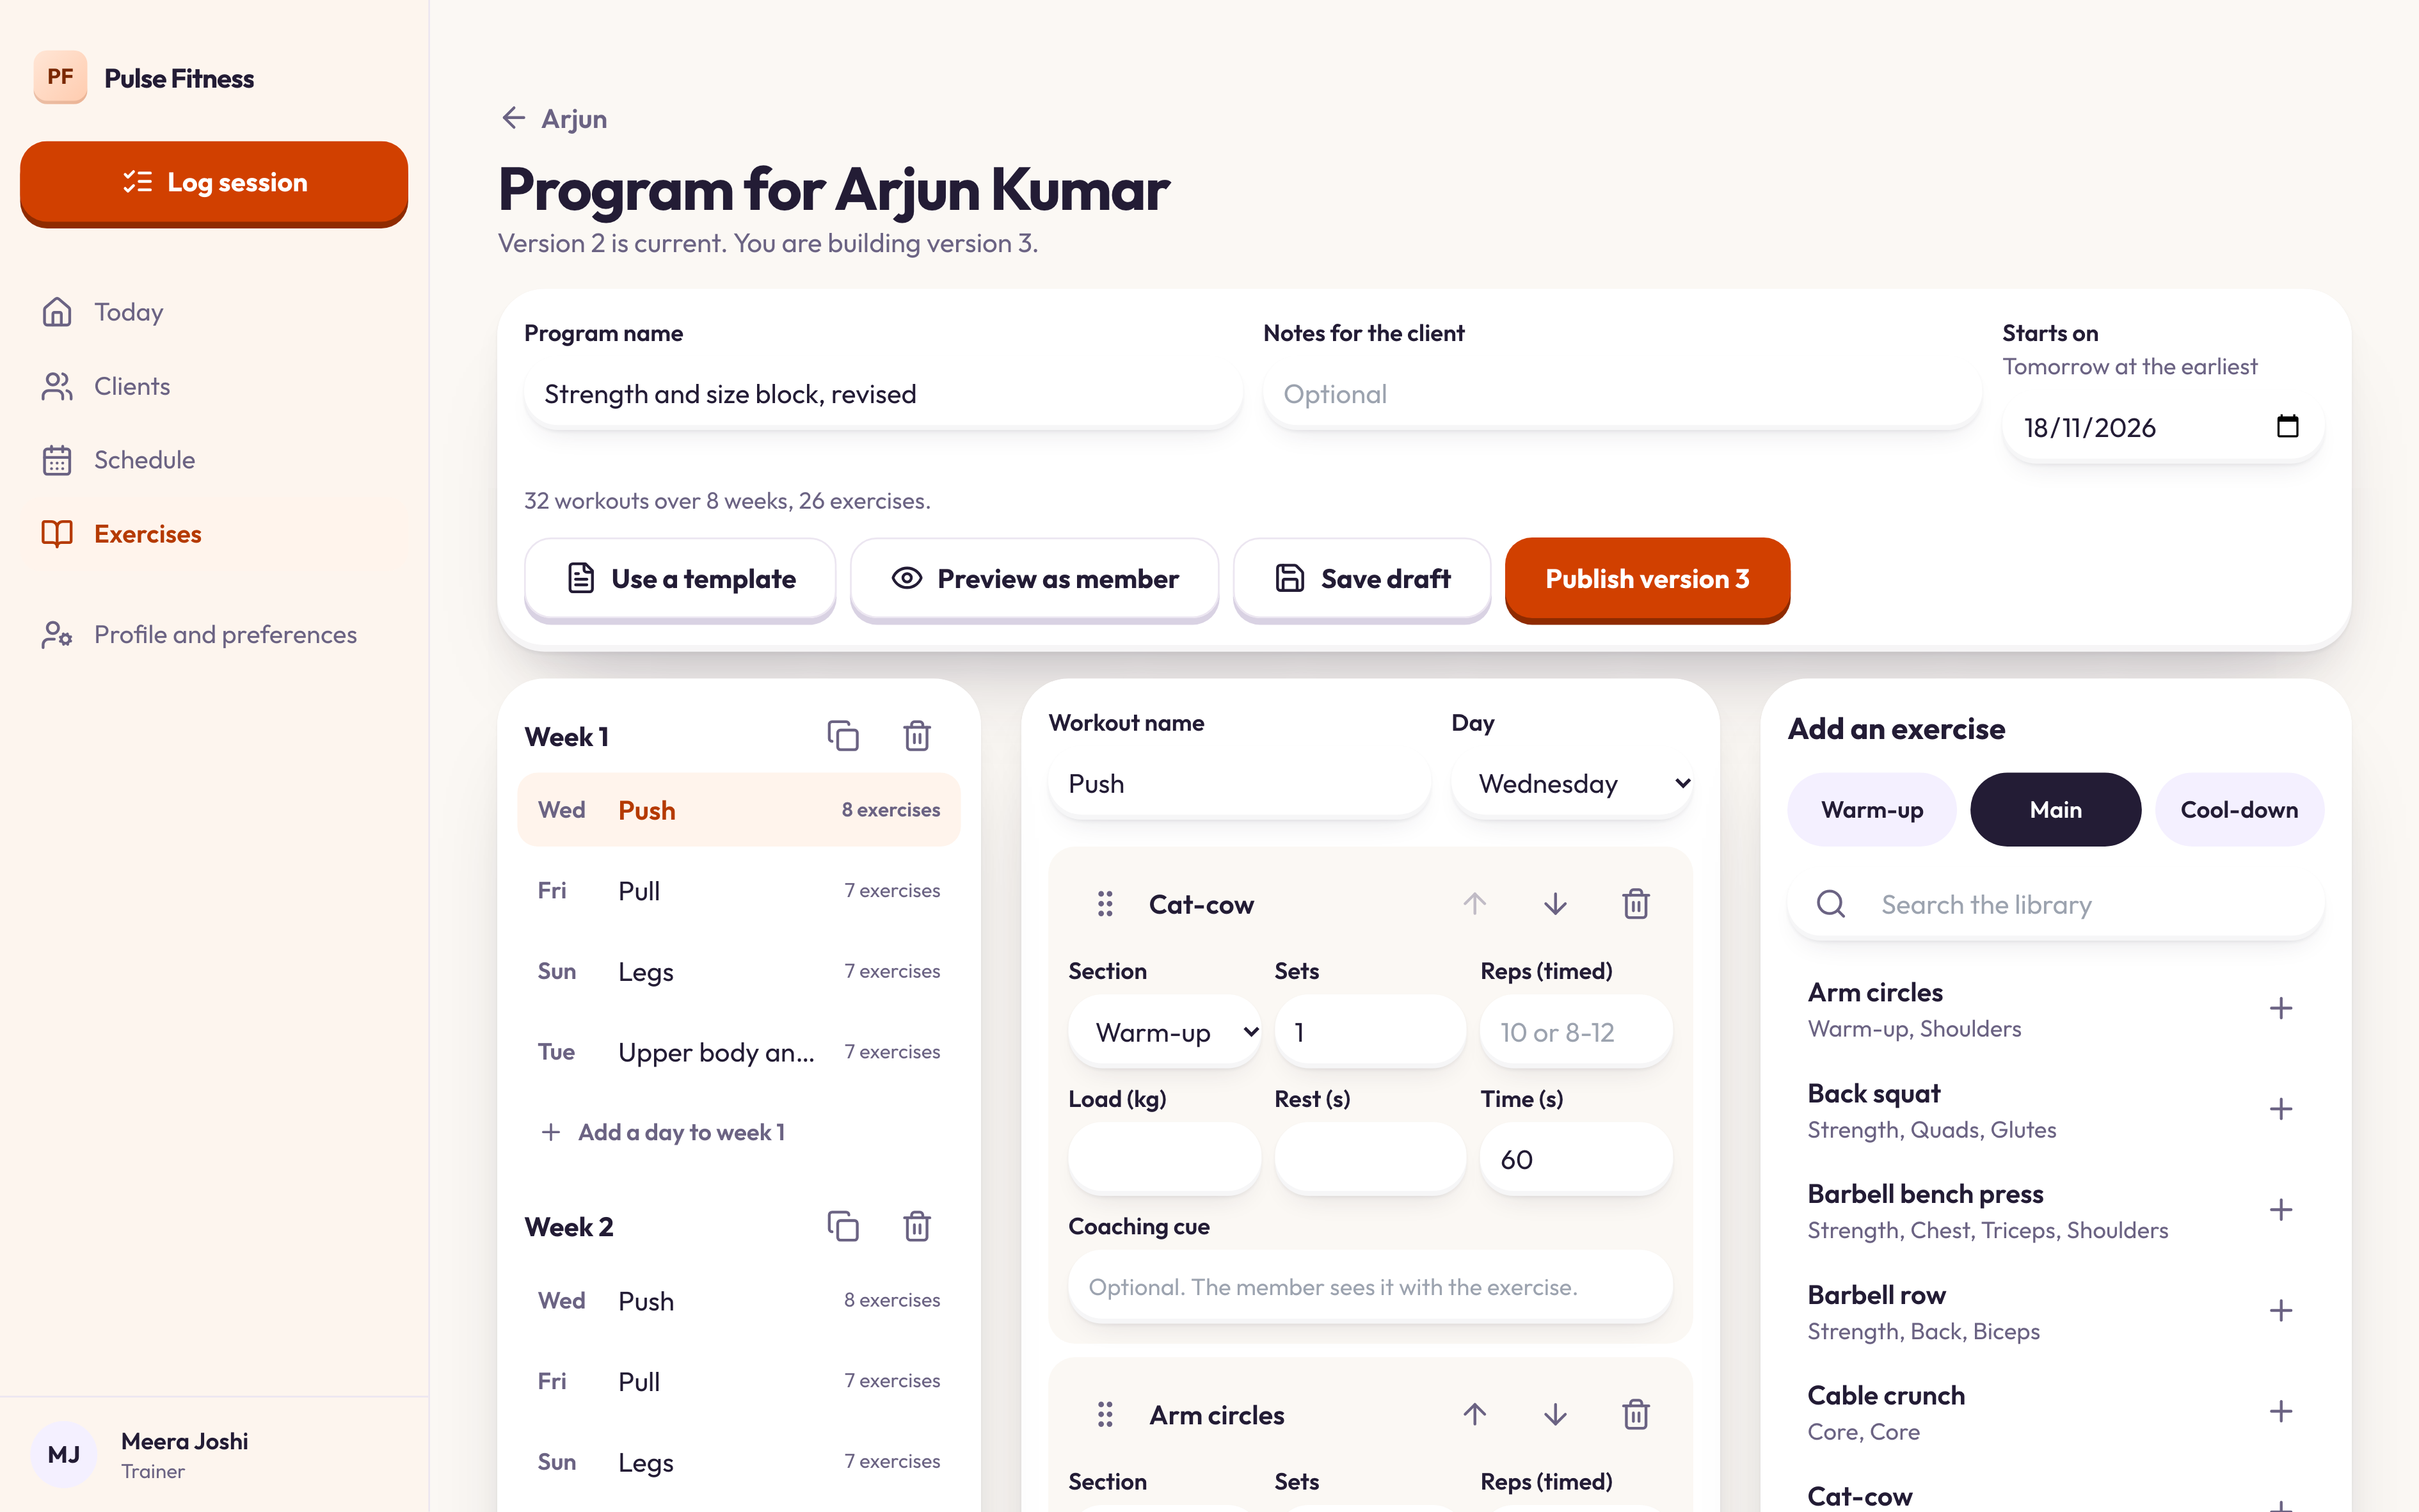 PF
Pulse Fitness
Log session
Today
Clients
Schedule
Exercises
Profile and preferences
MJ
Meera Joshi
Trainer
Arjun
Program for Arjun Kumar
Version 2 is current. You are building version 3.
Program name
Strength and size block, revised
Notes for the client
Optional
Starts on
Tomorrow at the earliest
18/11/2026
32 workouts over 8 weeks, 26 exercises.
Use a template
Preview as member
Save draft
Publish version 3
Week 1
Wed Push 8 exercises
Fri Pull 7 exercises
Sun Legs 7 exercises
Tue Upper body an... 7 exercises
Add a day to week 1
Week 2
Wed Push 8 exercises
Fri Pull 7 exercises
Sun Legs 7 exercises
Workout name
Push
Day
Wednesday
Cat-cow
Section Sets Reps (timed)
Warm-up 1 10 or 8-12
Load (kg) Rest (s) Time (s)
60
Coaching cue
Optional. The member sees it with the exercise.
Arm circles
Section Sets Reps (timed)
Add an exercise
Warm-up Main Cool-down
Search the library
Arm circles
Warm-up, Shoulders
Back squat
Strength, Quads, Glutes
Barbell bench press
Strength, Chest, Triceps, Shoulders
Barbell row
Strength, Back, Biceps
Cable crunch
Core, Core
Cat-cow